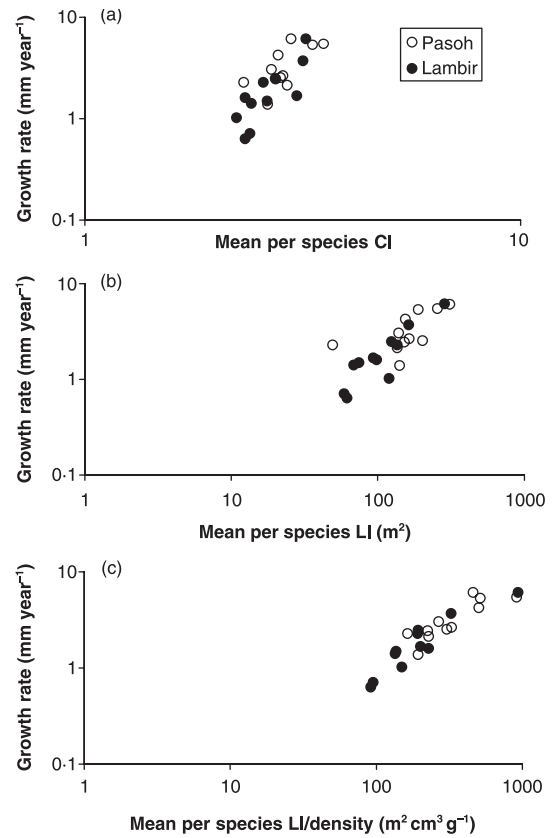 (a)
Pasoh
Lambir
Growth rate (mm year⁻¹)
10
1
0·1
1
10
Mean per species CI
(b)
Growth rate (mm year⁻¹)
10
1
0·1
1
10
100
1000
Mean per species LI (m²)
(c)
Growth rate (mm year⁻¹)
10
1
0·1
1
10
100
1000
Mean per species LI/density (m² cm³ g⁻¹)